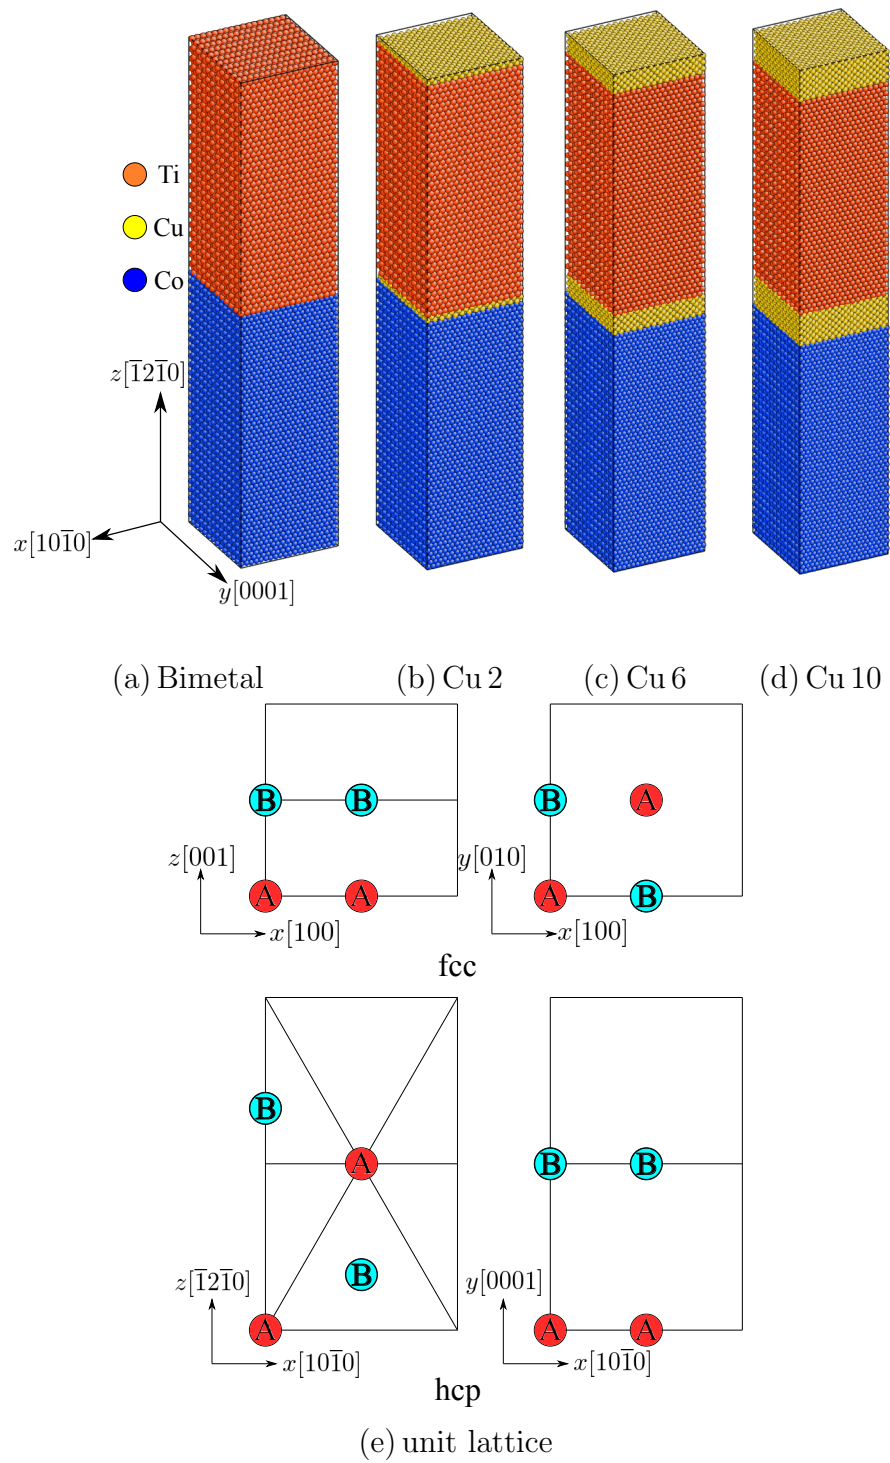 Ti
Cu
Co
z[1̅21̅0]
x[101̅0]
y[0001]
(a) Bimetal (b) Cu 2 (c) Cu 6 (d) Cu 10
B B B A
z[001] y[010]
A A A B
x[100] x[100]
fcc
B
A B B
B
z[1̅21̅0] y[0001]
A A A
x[101̅0] x[101̅0]
hcp
(e) unit lattice